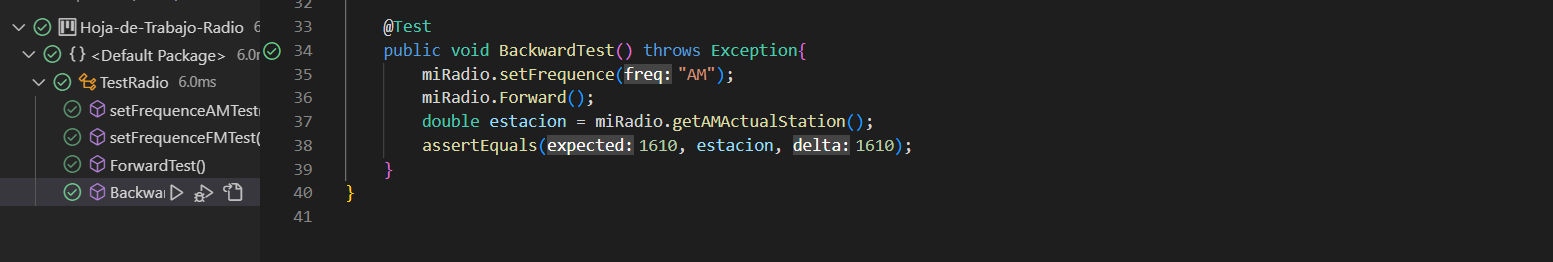 Hoja-de-Trabajo-Radio
<Default Package> 6.0m
TestRadio 6.0ms
setFrequenceAMTest(
setFrequenceFMTest(
ForwardTest()
Backwar
32
33 @Test
34 public void BackwardTest() throws Exception{
35 miRadio.setFrequence(freq: "AM");
36 miRadio.Forward();
37 double estacion = miRadio.getAMActualStation();
38 assertEquals(expected: 1610, estacion, delta: 1610);
39 }
40 }
41